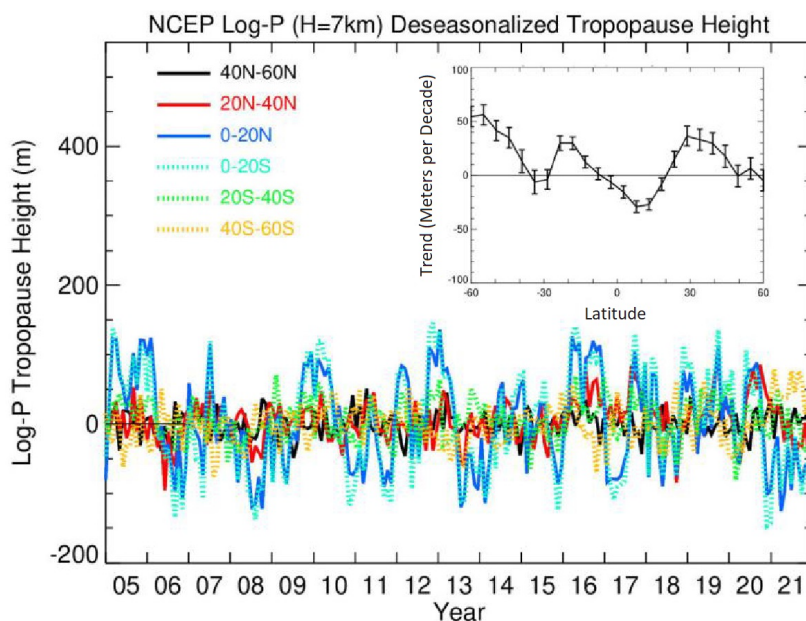 NCEP Log-P (H=7km) Deseasonalized Tropopause Height
40N-60N
20N-40N
0-20N
0-20S
20S-40S
40S-60S
100
50
0
-50
-100
-60
-30
0
30
60
Trend (Meters per Decade)
Latitude
400
200
0
-200
Log-P Tropopause Height (m)
05 06 07 08 09 10 11 12 13 14 15 16 17 18 19 20 21
Year